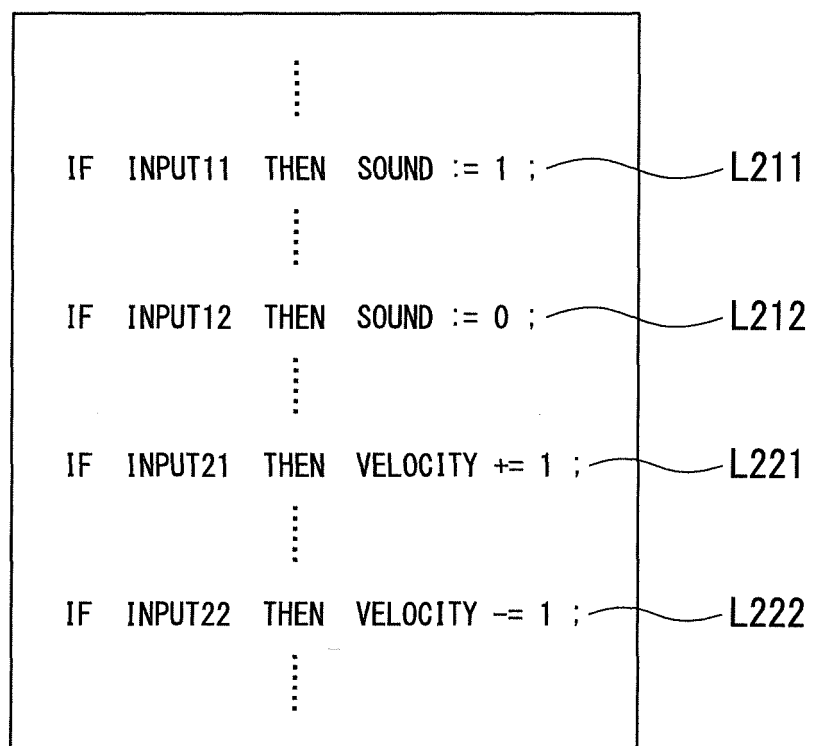 IF INPUT11 THEN SOUND := 1 ; L211
IF INPUT12 THEN SOUND := 0 ; L212
IF INPUT21 THEN VELOCITY += 1 ; L221
IF INPUT22 THEN VELOCITY -= 1 ; L222